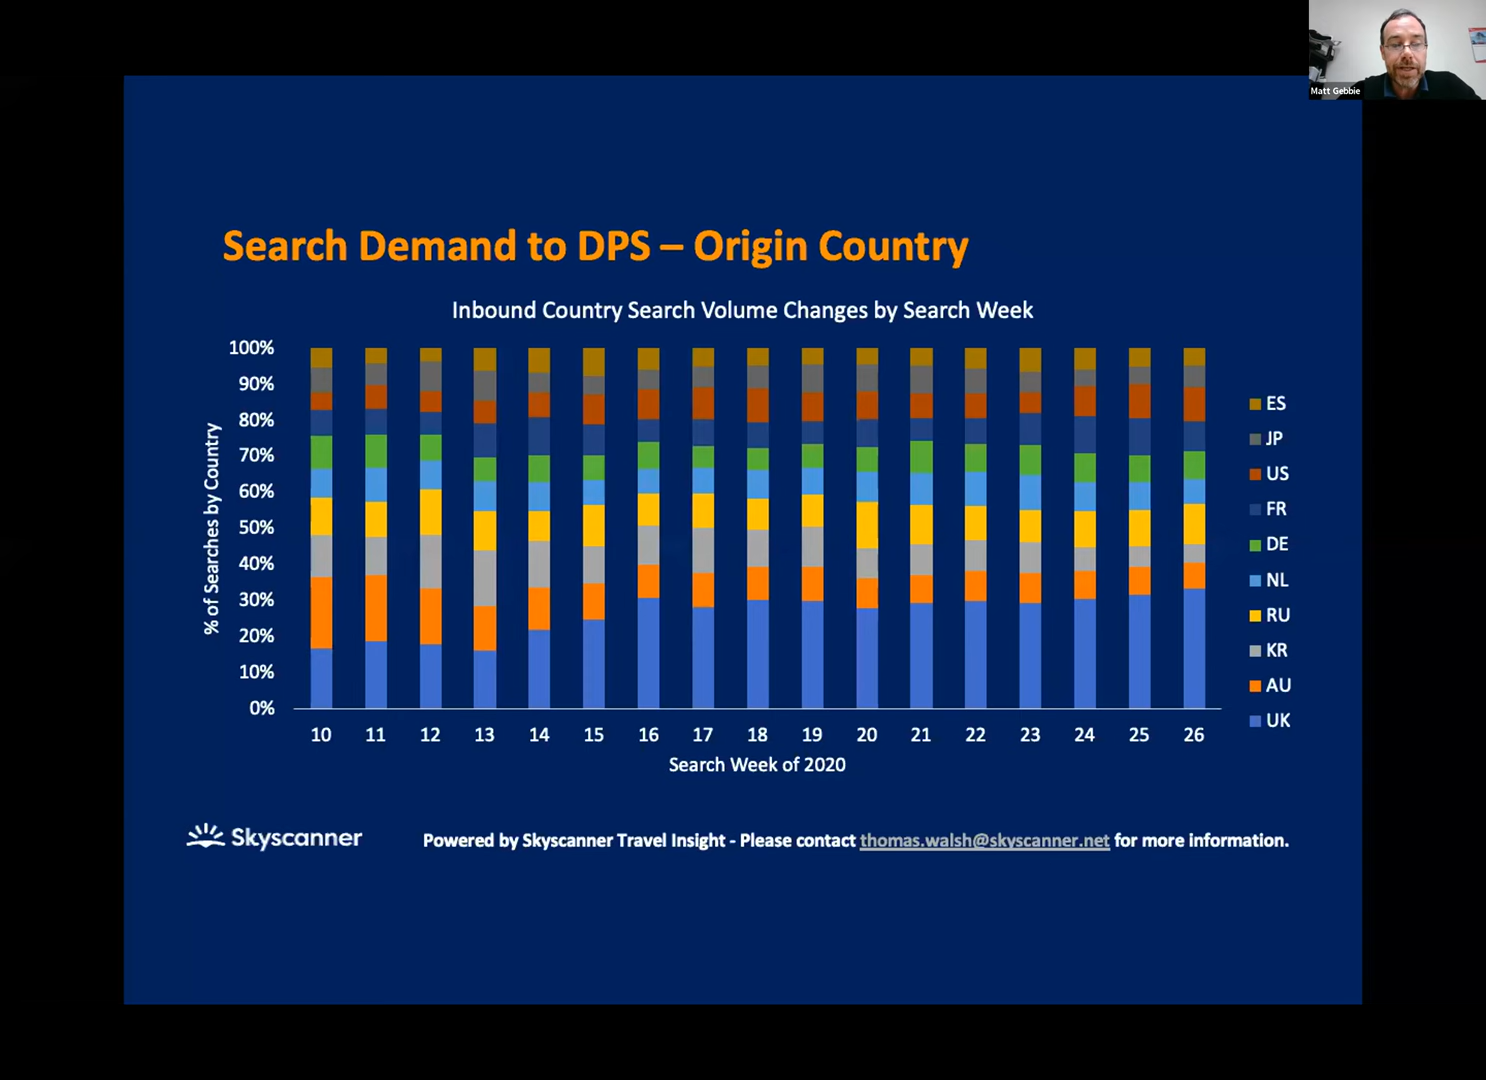 Matt Gebbie
Search Demand to DPS – Origin Country
Inbound Country Search Volume Changes by Search Week
% of Searches by Country
100%
90%
80%
70%
60%
50%
40%
30%
20%
10%
0%
10 11 12 13 14 15 16 17 18 19 20 21 22 23 24 25 26
Search Week of 2020
ES
JP
US
FR
DE
NL
RU
KR
AU
UK
Skyscanner
Powered by Skyscanner Travel Insight - Please contact thomas.walsh@skyscanner.net for more information.